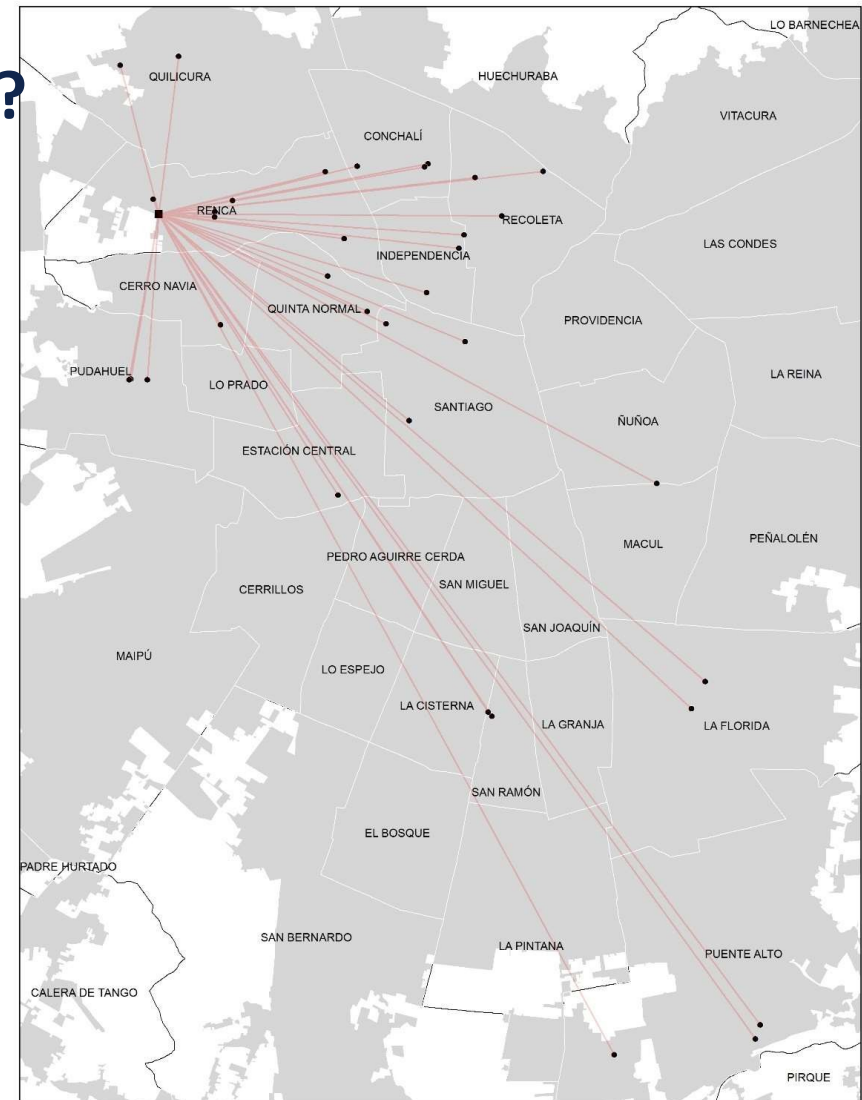 LO BARNECHEA
?
QUILICURA
HUECHURABA
VITACURA
CONCHALÍ
RENCA
RECOLETA
LAS CONDES
INDEPENDENCIA
CERRO NAVIA
QUINTA NORMAL
PROVIDENCIA
PUDAHUEL
LA REINA
LO PRADO
SANTIAGO
ÑUÑOA
ESTACIÓN CENTRAL
PEÑALOLÉN
MACUL
PEDRO AGUIRRE CERDA
SAN MIGUEL
CERRILLOS
SAN JOAQUÍN
MAIPÚ
LO ESPEJO
LA CISTERNA
LA GRANJA
LA FLORIDA
SAN RAMÓN
EL BOSQUE
PADRE HURTADO
SAN BERNARDO
LA PINTANA
PUENTE ALTO
CALERA DE TANGO
PIRQUE